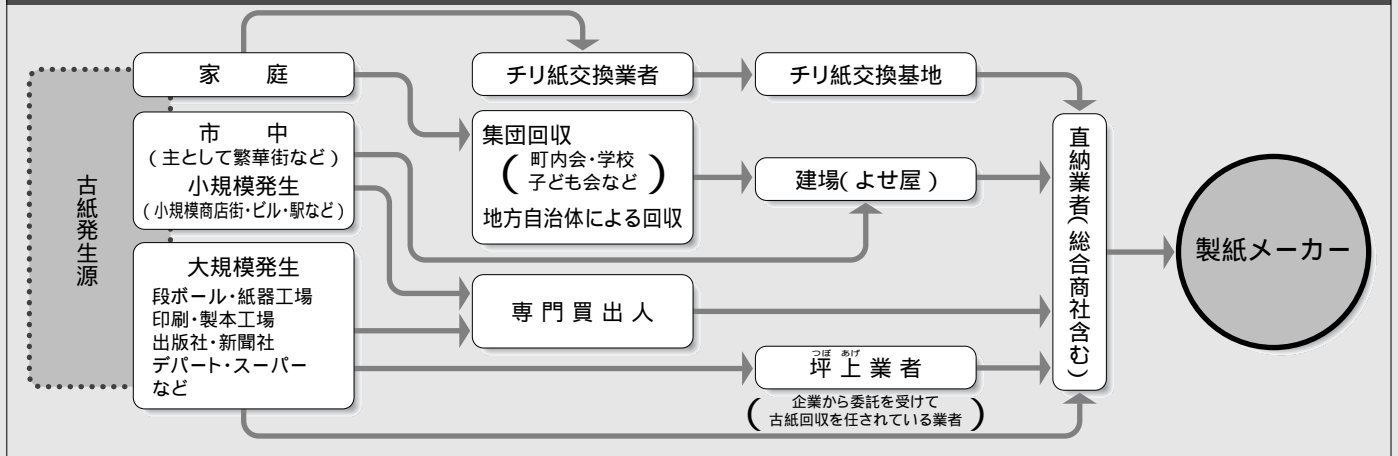 古紙発生源
家庭
市中
(主として繁華街など)
小規模発生
(小規模商店街・ビル・駅など)
大規模発生
段ボール・紙器工場
印刷・製本工場
出版社・新聞社
デパート・スーパー
など
チリ紙交換業者
チリ紙交換基地
集団回収
(町内会・学校
子ども会など)
地方自治体による回収
建場(よせ屋)
専門買出人
つぼ あげ
坪上業者
(企業から委託を受けて
古紙回収を任されている業者)
直納業者(総合商社含む)
製紙メーカー